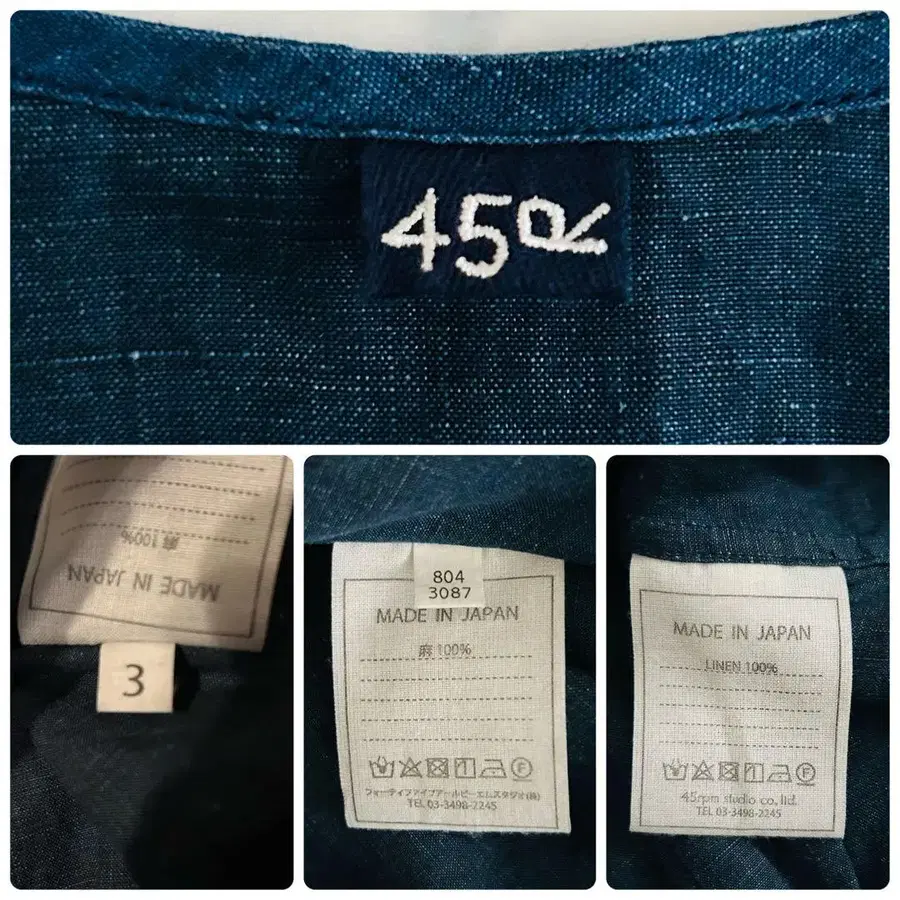 45R
麻 100%
MADE IN JAPAN
3
804
3087
MADE IN JAPAN
麻 100%
フォーティファイブアールピーエムスタジオ(株)
TEL 03-3498-2245
MADE IN JAPAN
LINEN 100%
45rpm studio co., ltd.
TEL 03-3498-2245